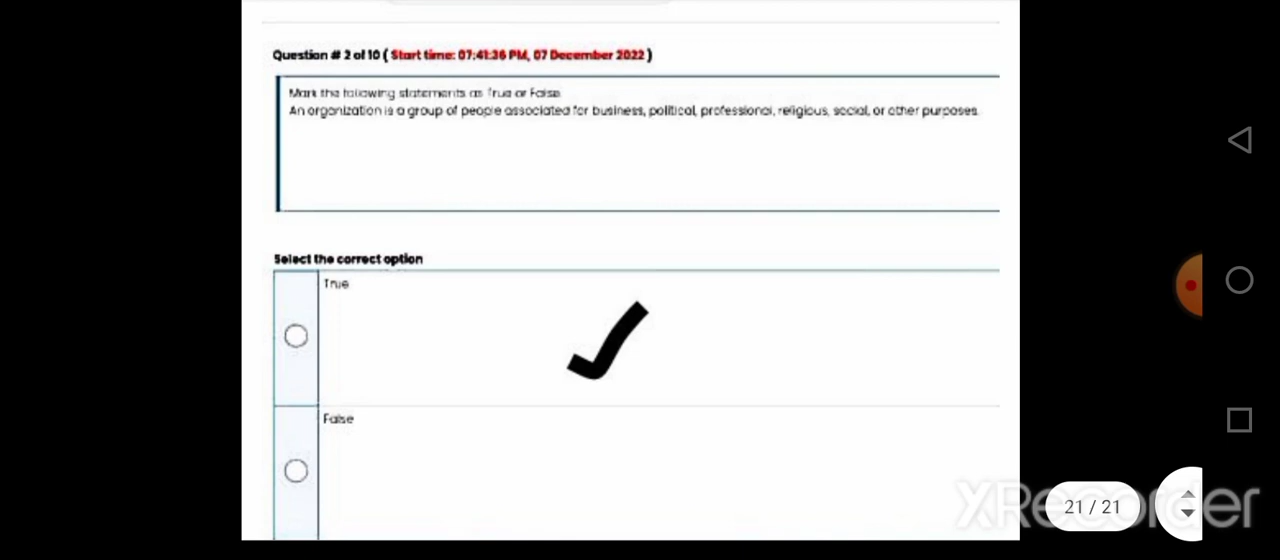 Question # 2 of 10 ( Start time: 07:41:36 PM, 07 December 2022 )
Mark the following statements as True or False.
An organization is a group of people associated for business, political, professional, religious, social, or other purposes.
Select the correct option
True
False
XRecorder
21 / 21